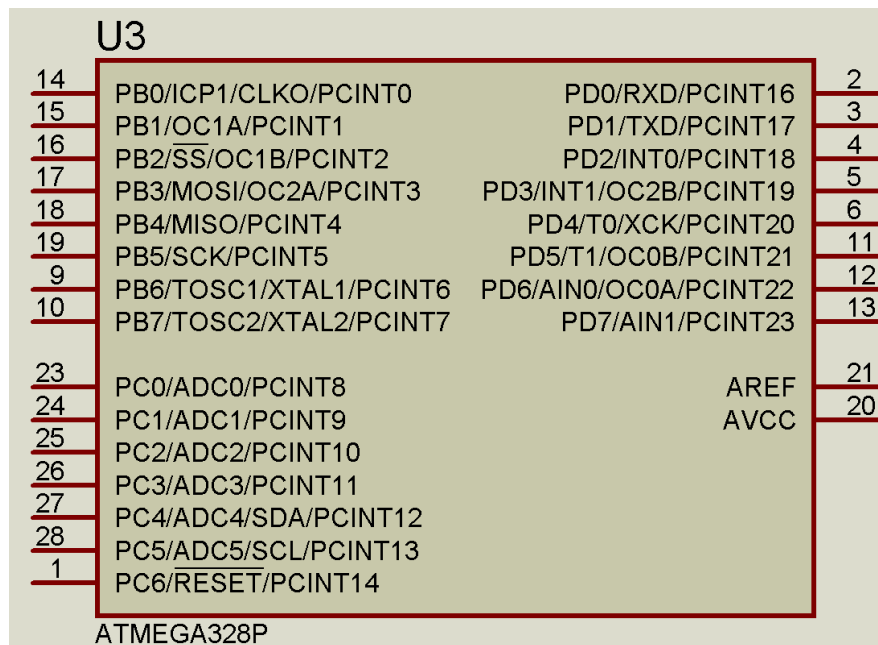 U3
14 PB0/ICP1/CLKO/PCINT0 PD0/RXD/PCINT16 2
15 PB1/OC1A/PCINT1 PD1/TXD/PCINT17 3
16 PB2/S̅S̅/OC1B/PCINT2 PD2/INT0/PCINT18 4
17 PB3/MOSI/OC2A/PCINT3 PD3/INT1/OC2B/PCINT19 5
18 PB4/MISO/PCINT4 PD4/T0/XCK/PCINT20 6
19 PB5/SCK/PCINT5 PD5/T1/OC0B/PCINT21 11
9 PB6/TOSC1/XTAL1/PCINT6 PD6/AIN0/OC0A/PCINT22 12
10 PB7/TOSC2/XTAL2/PCINT7 PD7/AIN1/PCINT23 13
23 PC0/ADC0/PCINT8 AREF 21
24 PC1/ADC1/PCINT9 AVCC 20
25 PC2/ADC2/PCINT10
26 PC3/ADC3/PCINT11
27 PC4/ADC4/SDA/PCINT12
28 PC5/ADC5/SCL/PCINT13
1 PC6/R̅E̅S̅E̅T̅/PCINT14
ATMEGA328P